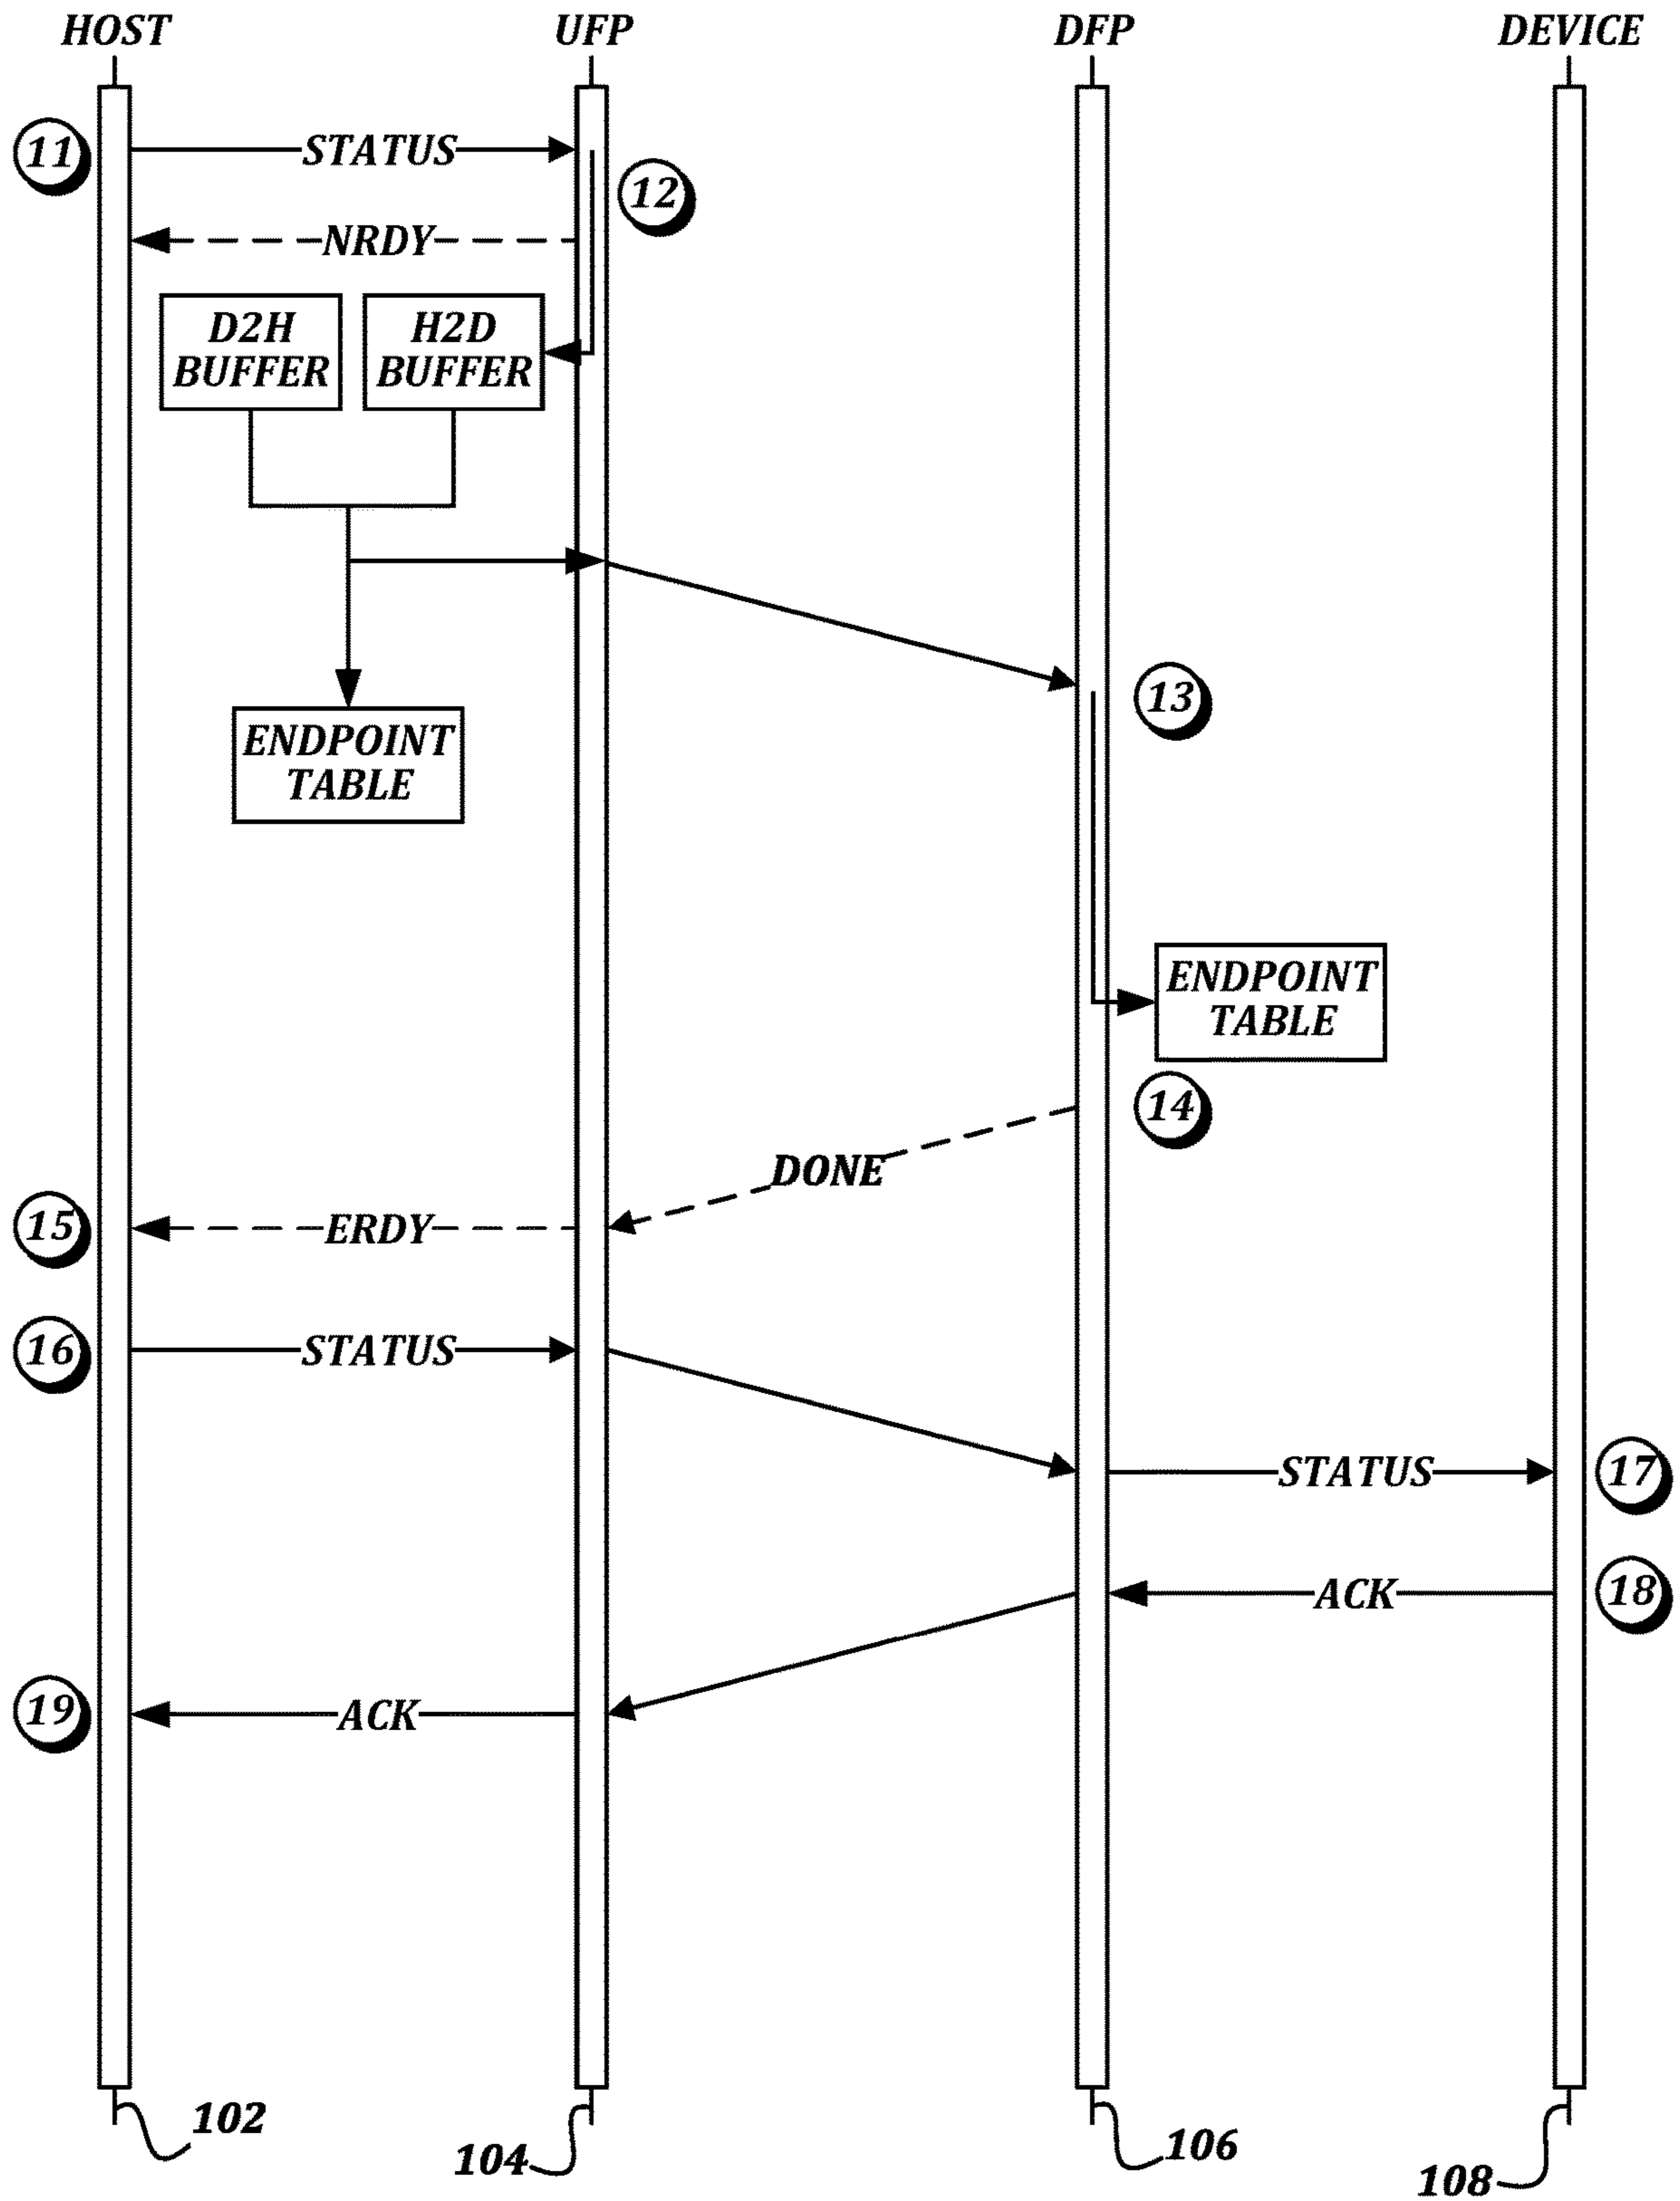 HOST
UFP
DFP
DEVICE
11
STATUS
12
NRDY
D2H
BUFFER
H2D
BUFFER
13
ENDPOINT
TABLE
ENDPOINT
TABLE
14
DONE
15
ERDY
16
STATUS
STATUS
17
ACK
18
19
ACK
102
104
106
108